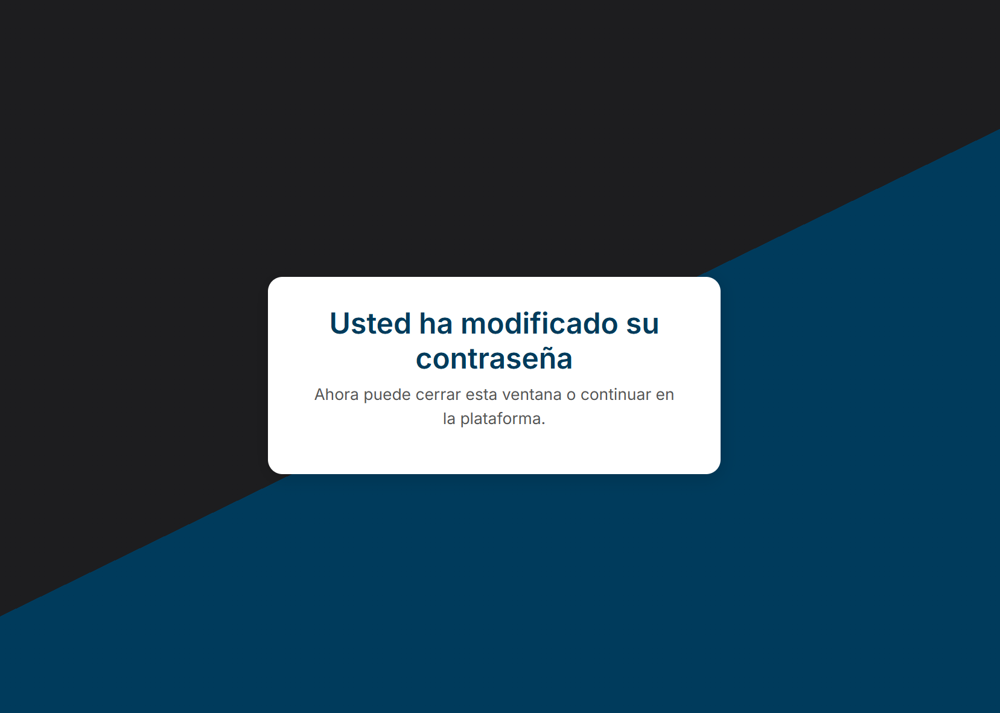 Usted ha modificado su
contraseña
Ahora puede cerrar esta ventana o continuar en
la plataforma.